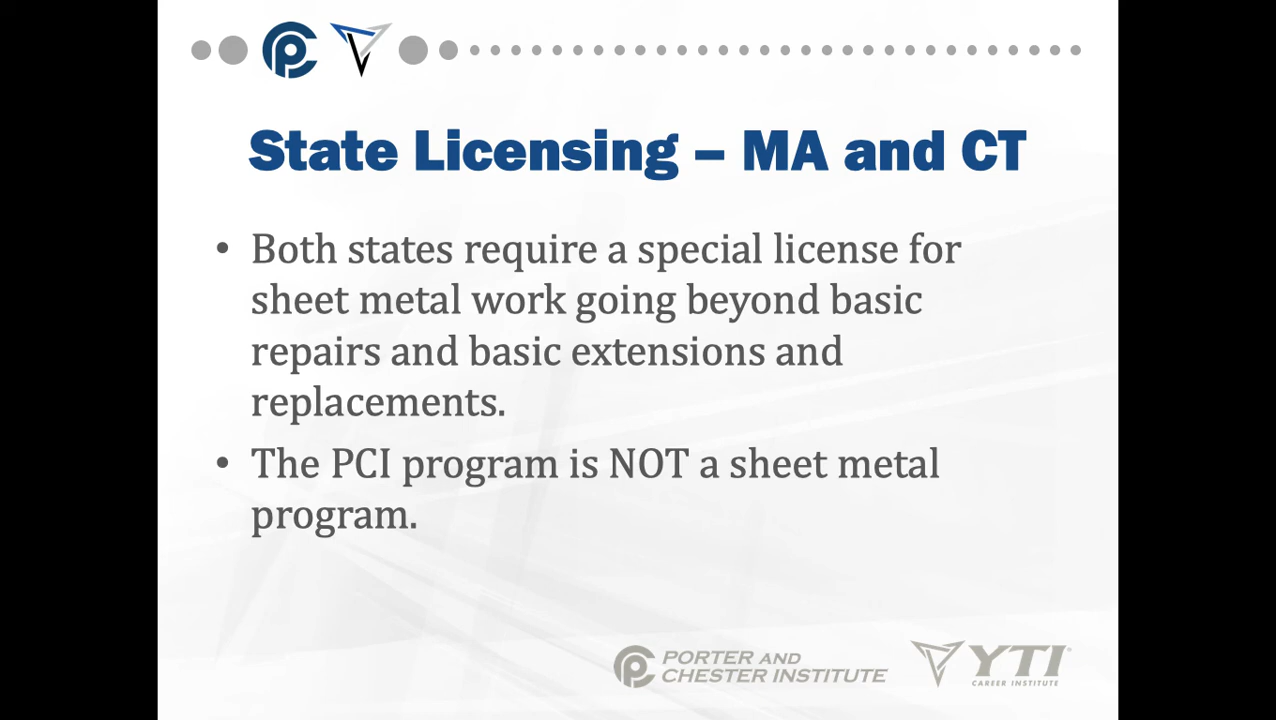 State Licensing – MA and CT
• Both states require a special license for
sheet metal work going beyond basic
repairs and basic extensions and
replacements.
• The PCI program is NOT a sheet metal
program.
PORTER AND
CHESTER INSTITUTE
YTI
CAREER INSTITUTE